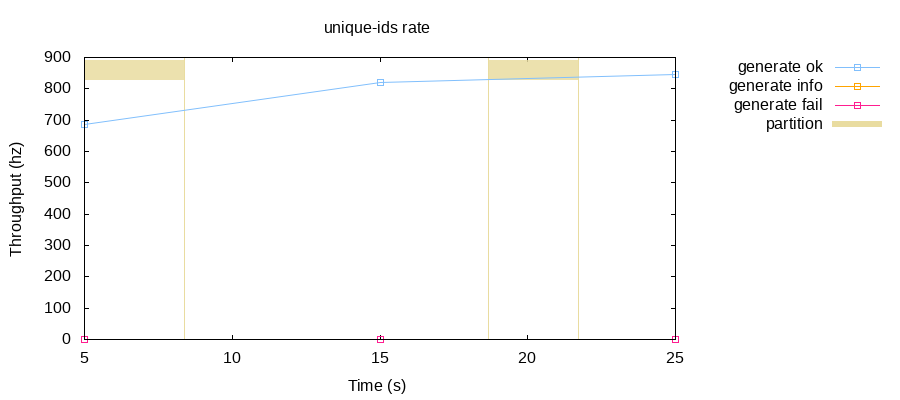 unique-ids rate
900
800
700
600
500
400
300
200
100
0
Throughput (hz)
5 10 15 20 25
Time (s)
generate ok
generate info
generate fail
partition